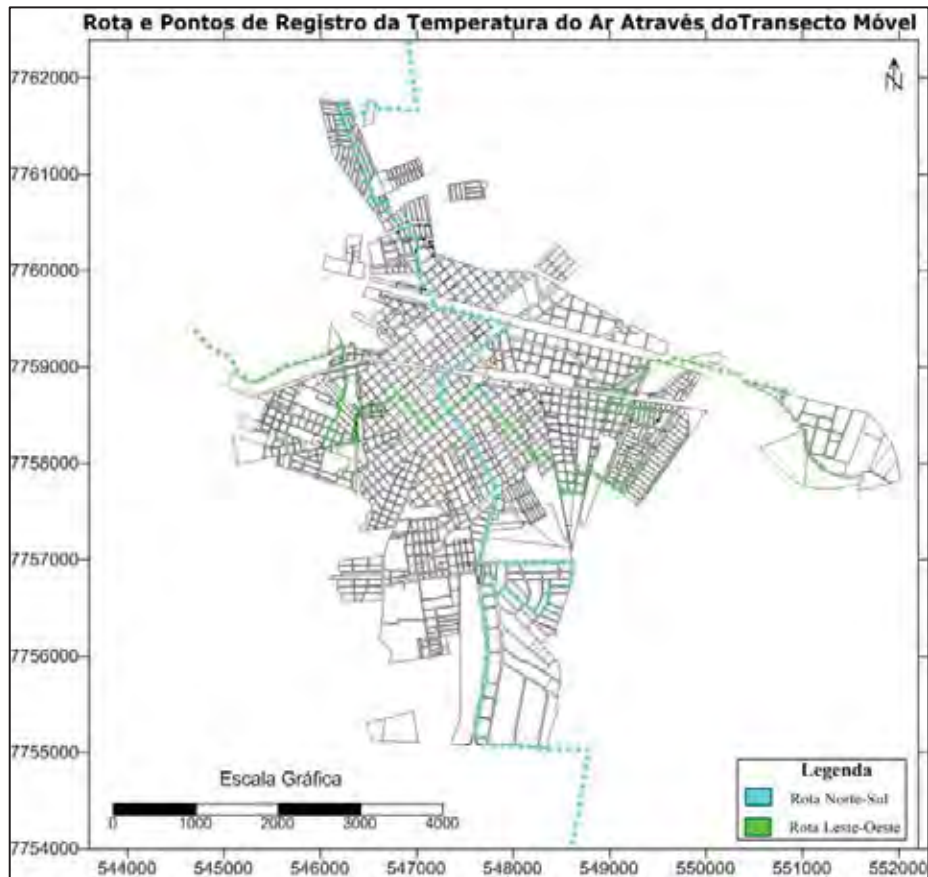 Rota e Pontos de Registro da Temperatura do Ar Através doTransecto Móvel
N
7762000
7761000
7760000
7759000
7758000
7757000
7756000
7755000
7754000
Escala Gráfica
0 1000 2000 3000 4000
Legenda
Rota Norte-Sul
Rota Leste-Oeste
544000 545000 546000 547000 548000 549000 550000 551000 552000